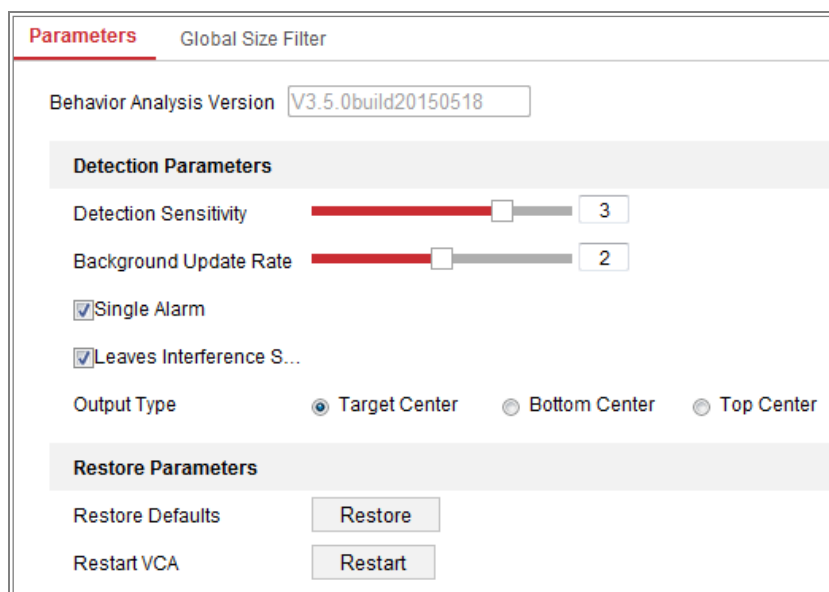 Parameters Global Size Filter
Behavior Analysis Version V3.5.0build20150518
Detection Parameters
Detection Sensitivity 3
Background Update Rate 2
Single Alarm
Leaves Interference S...
Output Type Target Center Bottom Center Top Center
Restore Parameters
Restore Defaults Restore
Restart VCA Restart